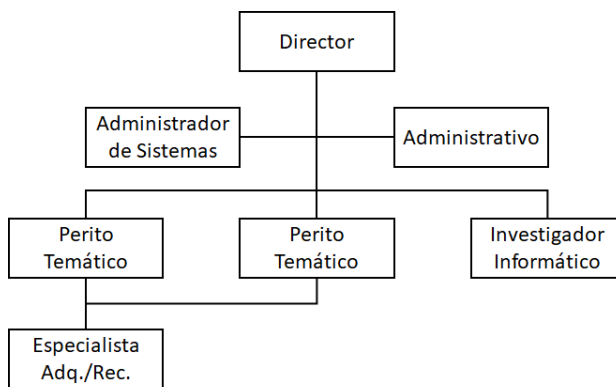 Director
Administrador
de Sistemas
Administrativo
Perito
Temático
Perito
Temático
Investigador
Informático
Especialista
Adq./Rec.